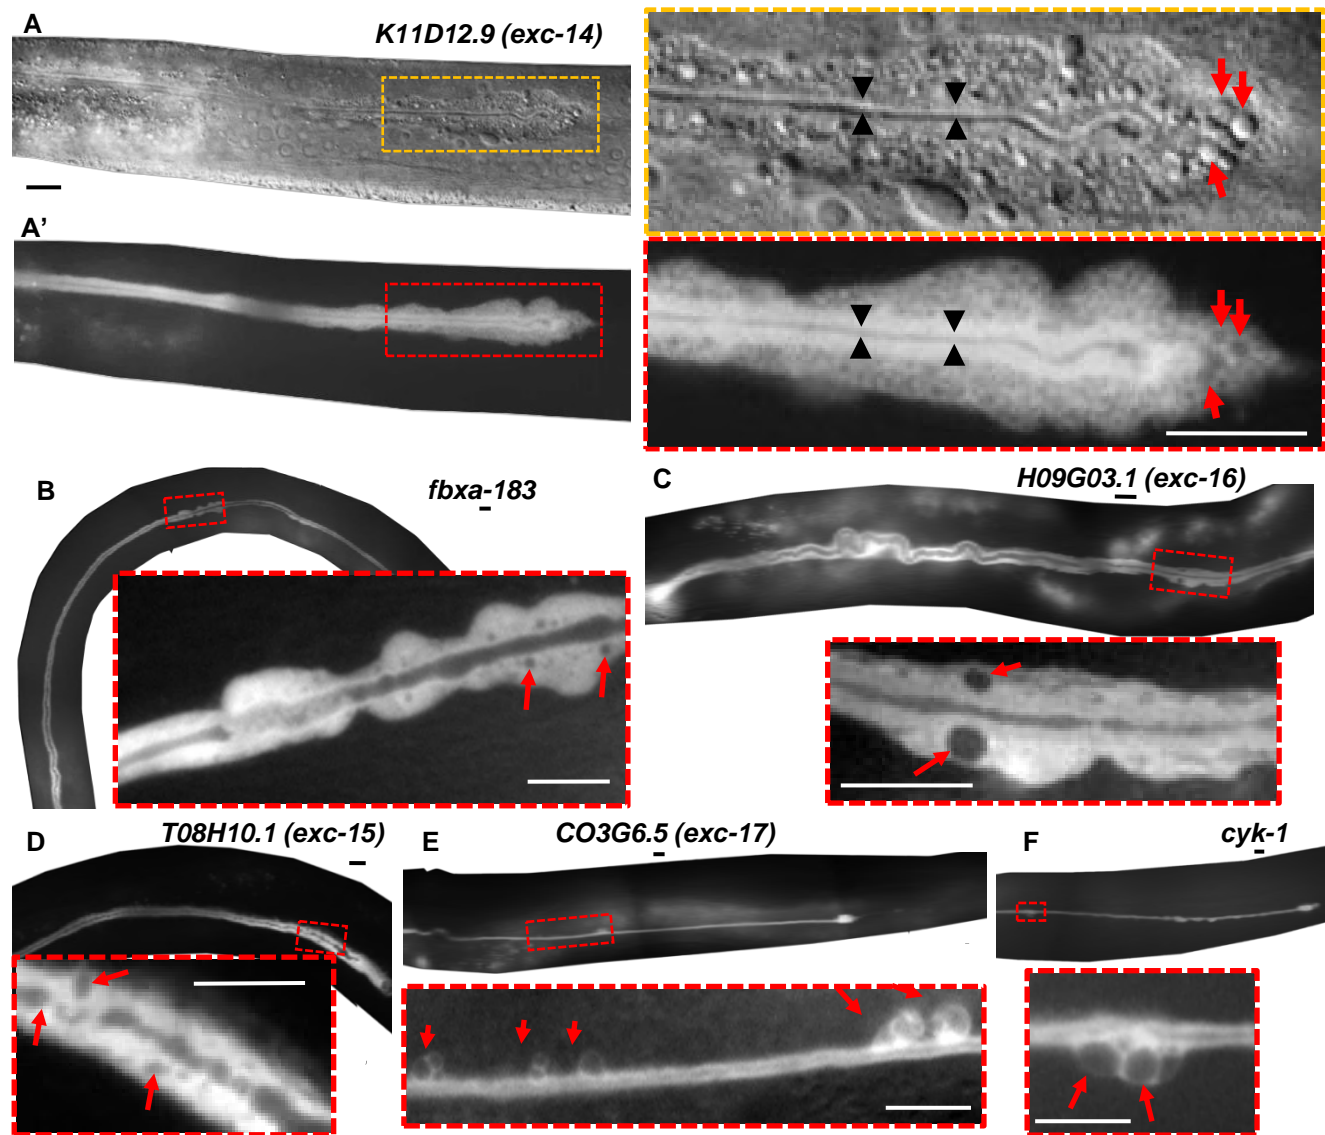 A
K11D12.9 (exc-14)
A’
B
fbxa-183
C
H09G03.1 (exc-16)
D
T08H10.1 (exc-15)
E
CO3G6.5 (exc-17)
F
cyk-1